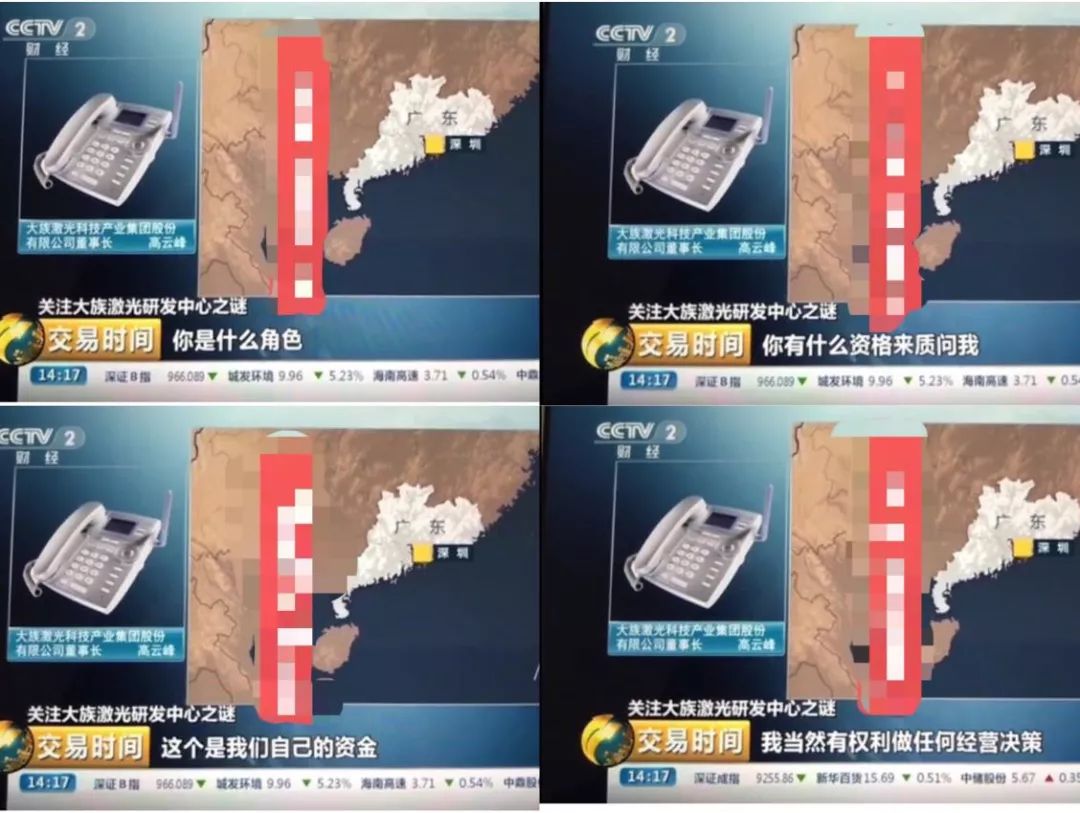 CCTV 2
财经
广东
深圳
大族激光科技产业集团股份
有限公司董事长 高云峰
关注大族激光研发中心之谜
交易时间 你是什么角色
14:17 深证B指 966.089▼ 城发环境 9.96 ▼ 5.23% 海南高速 3.71 ▼ 0.54% 中鼎
CCTV 2
财经
广东
深圳
大族激光科技产业集团股份
有限公司董事长 高云峰
关注大族激光研发中心之谜
交易时间 你有什么资格来质问我
14:17 深证B指 966.089▼ 城发环境 9.96 ▼ 5.23% 海南高速 3.71 ▼ 0.54
CCTV 2
财经
广东
深圳
大族激光科技产业集团股份
有限公司董事长 高云峰
关注大族激光研发中心之谜
交易时间 这个是我们自己的资金
14:17 深证B指 966.089▼ 城发环境 9.96 ▼ 5.23% 海南高速 3.71 ▼ 0.54% 中鼎股
CCTV 2
财经
广东
深圳
大族激光科技产业集团股份
有限公司董事长 高云峰
关注大族激光研发中心之谜
交易时间 我当然有权利做任何经营决策
14:17 深证成指 9255.86▼ 新华百货 15.69 ▼ 0.51% 中储股份 5.67 ▲ 0.35